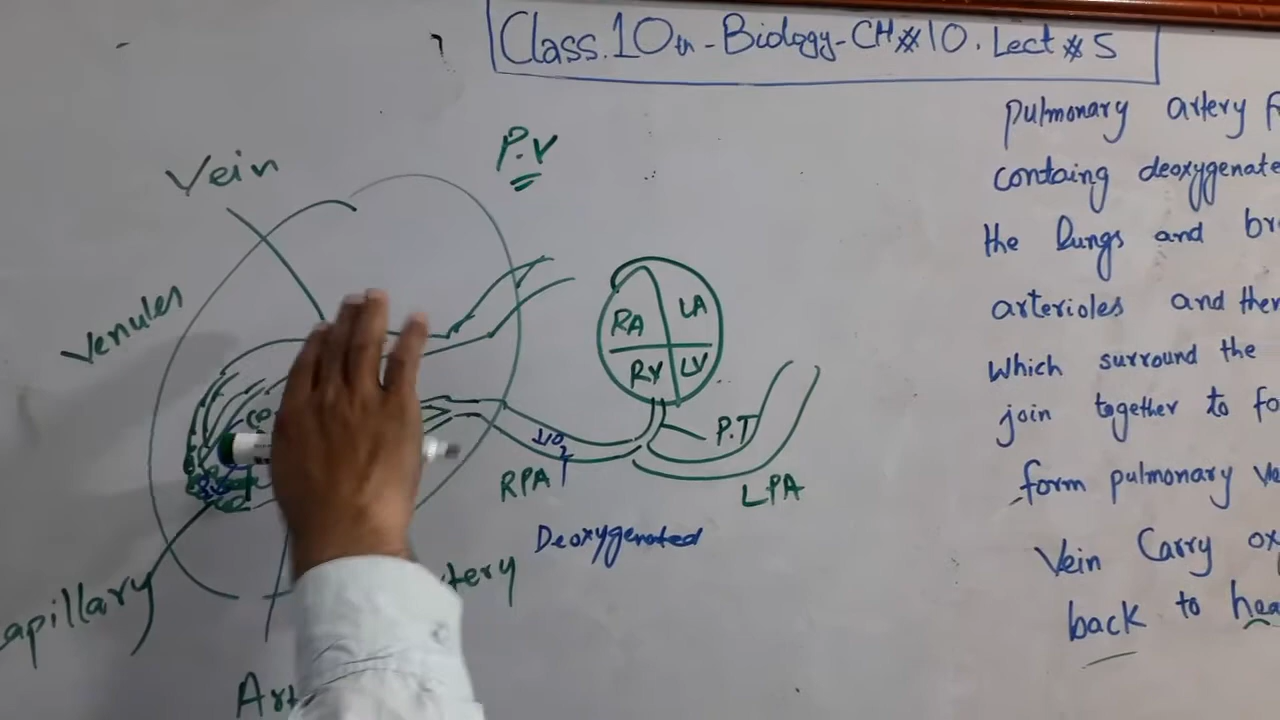 Class.10th-Biology-CH#10. Lect #5
P.V
Vein
Venules
RA
LA
RV
LV
P.T
RPA
LPA
Deoxygenated
apillary
tery
Art
pulmonary artery
containg deoxygenate
the lungs and br
arterioles and then
Which surround the
join together to fo
form pulmonary ve
Vein Carry ox
back to hea